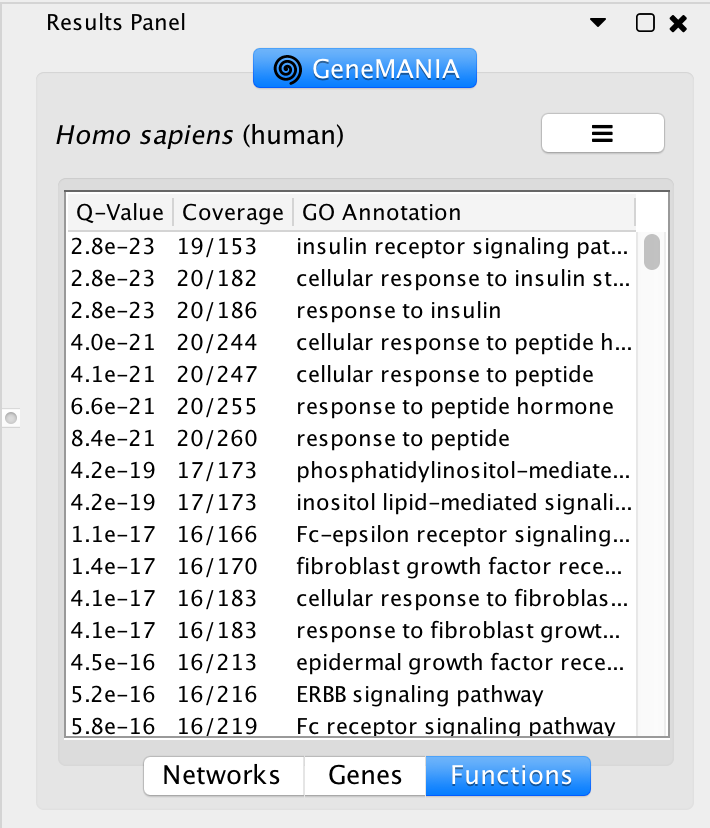 Results Panel
GeneMANIA
Homo sapiens (human)
Q-Value Coverage GO Annotation
2.8e-23 19/153 insulin receptor signaling pat...
2.8e-23 20/182 cellular response to insulin st...
2.8e-23 20/186 response to insulin
4.0e-21 20/244 cellular response to peptide h...
4.1e-21 20/247 cellular response to peptide
6.6e-21 20/255 response to peptide hormone
8.4e-21 20/260 response to peptide
4.2e-19 17/173 phosphatidylinositol-mediate...
4.2e-19 17/173 inositol lipid-mediated signali...
1.1e-17 16/166 Fc-epsilon receptor signaling...
1.4e-17 16/170 fibroblast growth factor rece...
4.1e-17 16/183 cellular response to fibroblas...
4.1e-17 16/183 response to fibroblast growt...
4.5e-16 16/213 epidermal growth factor rece...
5.2e-16 16/216 ERBB signaling pathway
5.8e-16 16/219 Fc receptor signaling pathway
Networks Genes Functions